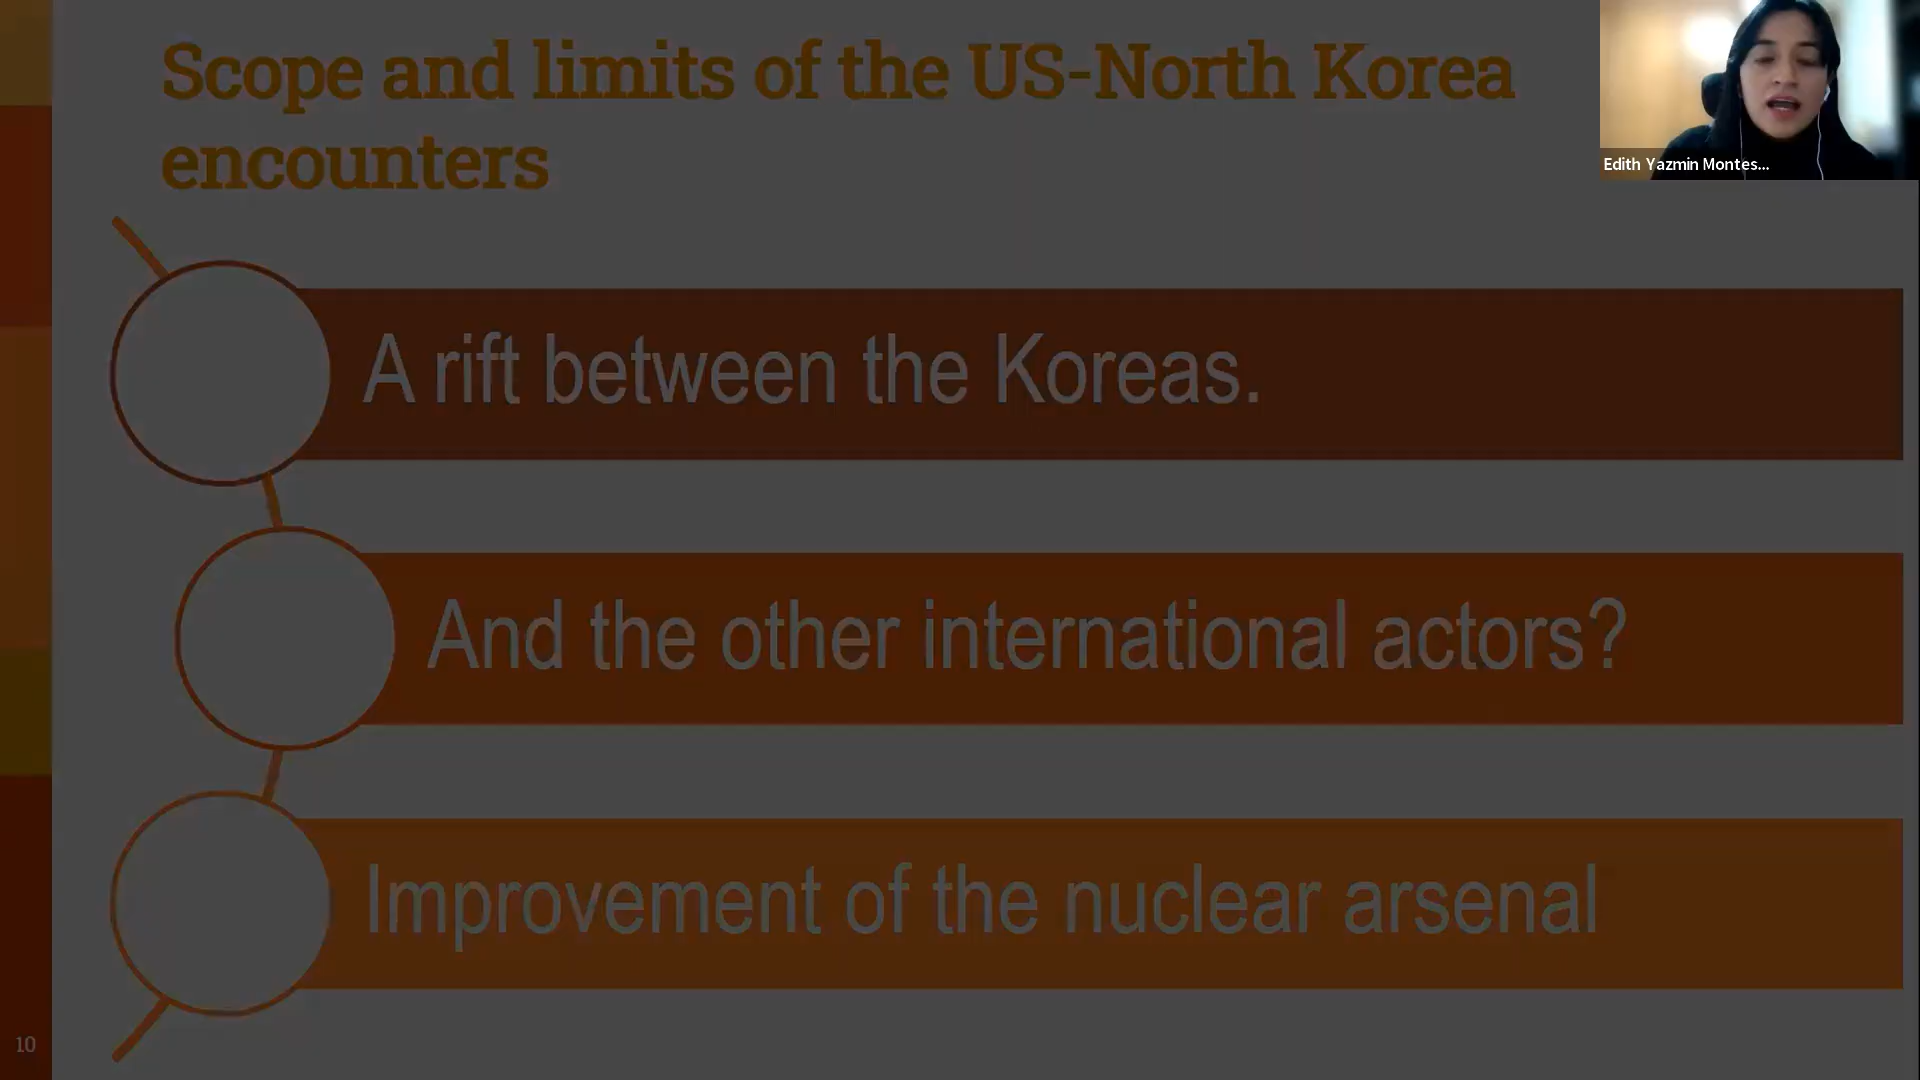 Scope and limits of the US-North Korea
encounters
Edith Yazmin Montes...
A rift between the Koreas.
And the other international actors?
Improvement of the nuclear arsenal
10